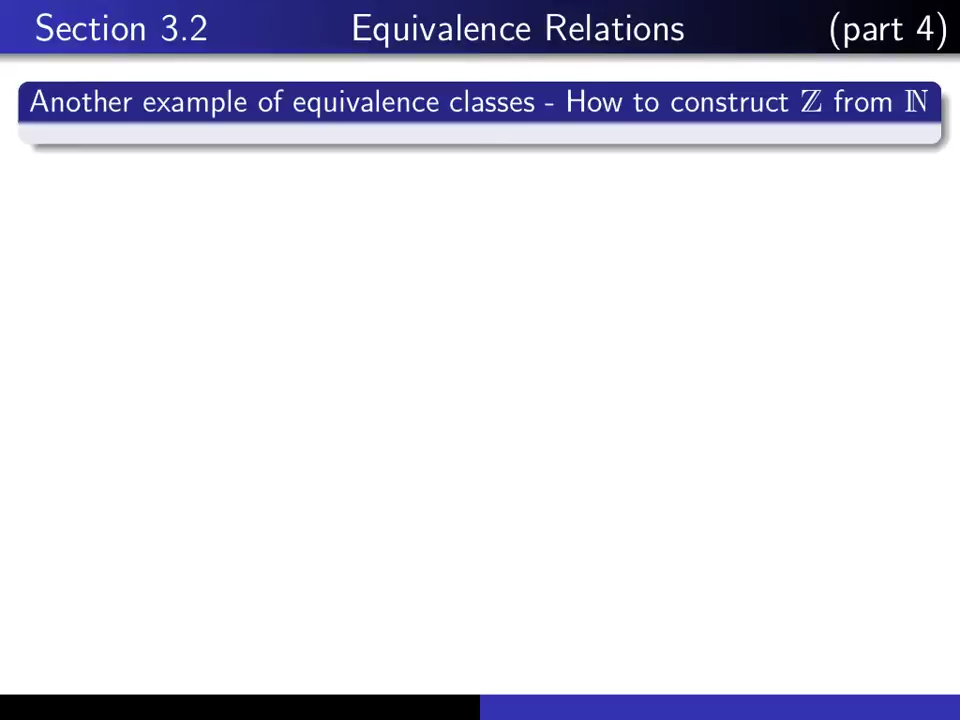 Section 3.2 Equivalence Relations (part 4)
Another example of equivalence classes - How to construct ℤ from ℕ